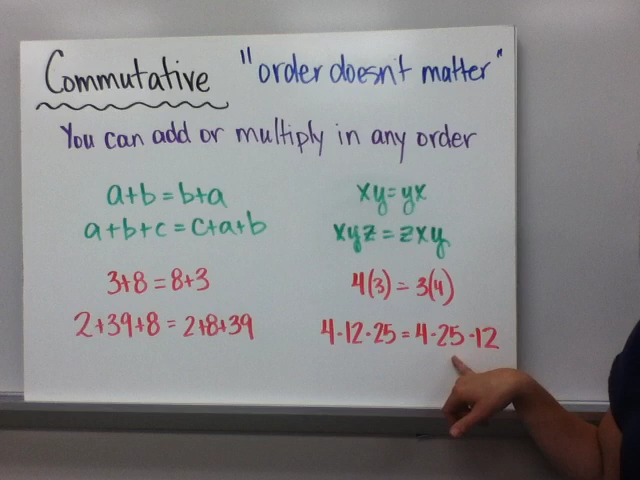 Commutative "order doesn't matter"
You can add or multiply in any order
a+b=b+a
a+b+c=c+a+b
3+8=8+3
2+39+8=2+8+39
xy=yx
xyz=zxy
4(3)=3(4)
4·12·25=4·25·12